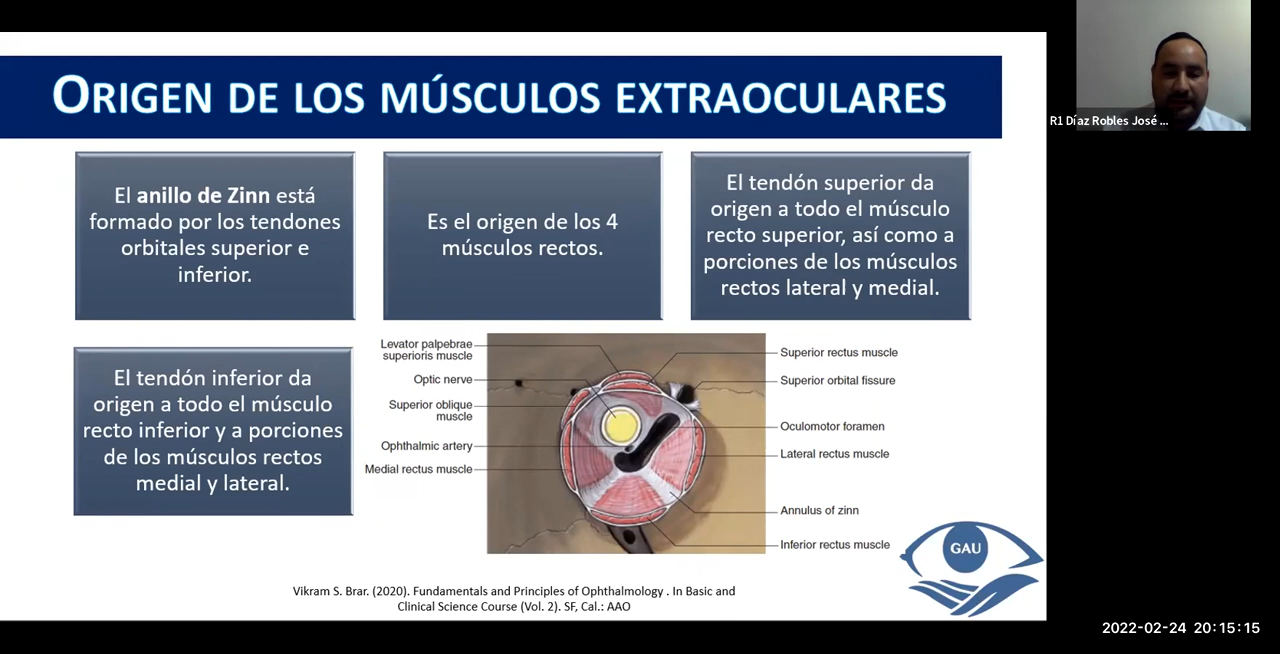 ORIGEN DE LOS MÚSCULOS EXTRAOCULARES
R1 Díaz Robles José ...
El anillo de Zinn está
formado por los tendones
orbitales superior e
inferior.
Es el origen de los 4
músculos rectos.
El tendón superior da
origen a todo el músculo
recto superior, así como a
porciones de los músculos
rectos lateral y medial.
El tendón inferior da
origen a todo el músculo
recto inferior y a porciones
de los músculos rectos
medial y lateral.
Levator palpebrae
superioris muscle
Optic nerve
Superior oblique
muscle
Ophthalmic artery
Medial rectus muscle
Superior rectus muscle
Superior orbital fissure
Oculomotor foramen
Lateral rectus muscle
Annulus of zinn
Inferior rectus muscle
GAU
Vikram S. Brar. (2020). Fundamentals and Principles of Ophthalmology . In Basic and
Clinical Science Course (Vol. 2). SF, Cal.: AAO
2022-02-24 20:15:15